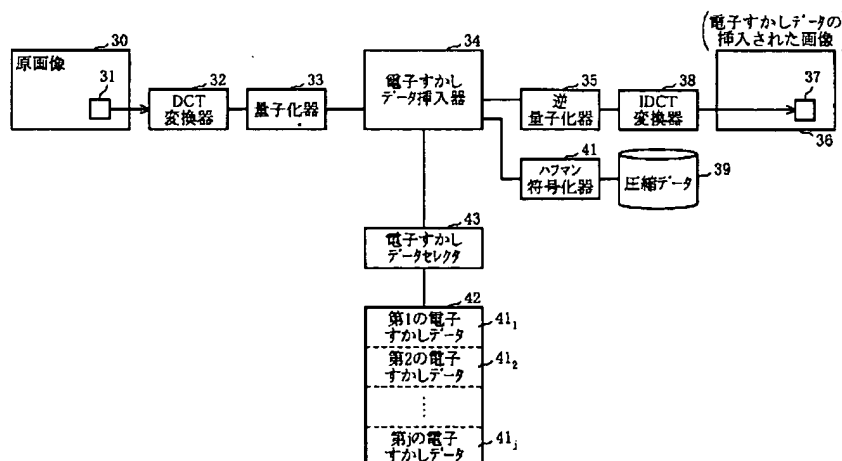 30
原画像
31
32
DCT
変換器
33
量子化器
34
電子すかし
データ挿入器
35
逆
量子化器
38
IDCT
変換器
(電子すかしデータの
挿入された画像
37
36
41
ハフマン
符号化器
圧縮データ
39
43
電子すかし
データセレクタ
42
第1の電子
すかしデータ
41₁
第2の電子
すかしデータ
41₂
⋮
第jの電子
すかしデータ
41ⱼ